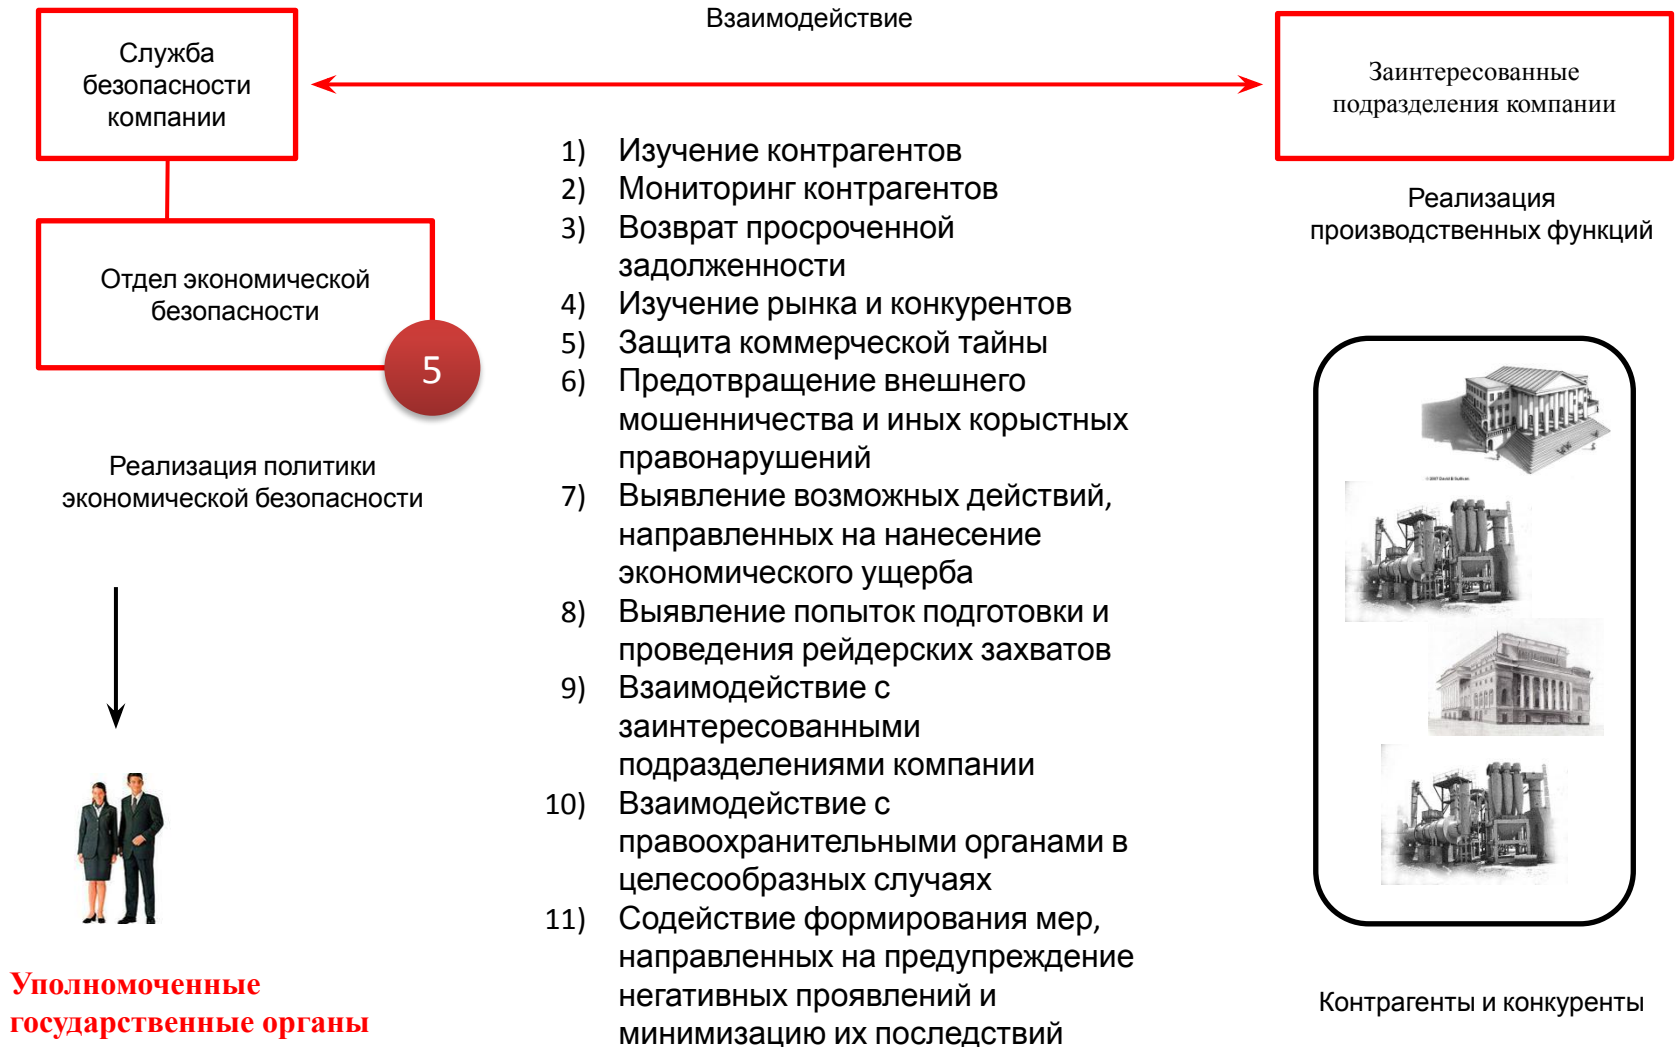 Взаимодействие
Служба
безопасности
компании
Отдел экономической
безопасности
5
Реализация политики
экономической безопасности
Уполномоченные
государственные органы
1) Изучение контрагентов
2) Мониторинг контрагентов
3) Возврат просроченной
задолженности
4) Изучение рынка и конкурентов
5) Защита коммерческой тайны
6) Предотвращение внешнего
мошенничества и иных корыстных
правонарушений
7) Выявление возможных действий,
направленных на нанесение
экономического ущерба
8) Выявление попыток подготовки и
проведения рейдерских захватов
9) Взаимодействие с
заинтересованными
подразделениями компании
10) Взаимодействие с
правоохранительными органами в
целесообразных случаях
11) Содействие формирования мер,
направленных на предупреждение
негативных проявлений и
минимизацию их последствий
Заинтересованные
подразделения компании
Реализация
производственных функций
Контрагенты и конкуренты